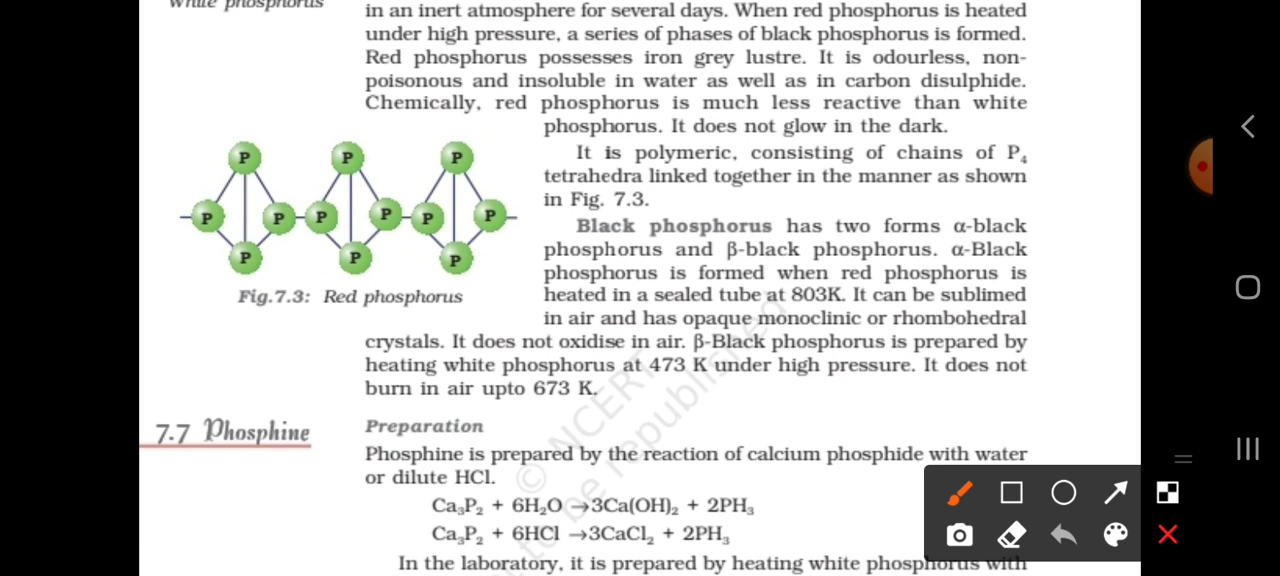 White phosphorus
in an inert atmosphere for several days. When red phosphorus is heated
under high pressure, a series of phases of black phosphorus is formed.
Red phosphorus possesses iron grey lustre. It is odourless, non-
poisonous and insoluble in water as well as in carbon disulphide.
Chemically, red phosphorus is much less reactive than white
phosphorus. It does not glow in the dark.
It is polymeric, consisting of chains of P₄
tetrahedra linked together in the manner as shown
in Fig. 7.3.
P P P
P P P P P P
P P P
Fig.7.3: Red phosphorus
Black phosphorus has two forms α-black
phosphorus and β-black phosphorus. α-Black
phosphorus is formed when red phosphorus is
heated in a sealed tube at 803K. It can be sublimed
in air and has opaque monoclinic or rhombohedral
crystals. It does not oxidise in air. β-Black phosphorus is prepared by
heating white phosphorus at 473 K under high pressure. It does not
burn in air upto 673 K.
7.7 Phosphine
Preparation
Phosphine is prepared by the reaction of calcium phosphide with water
or dilute HCl.
Ca₃P₂ + 6H₂O →3Ca(OH)₂ + 2PH₃
Ca₃P₂ + 6HCl →3CaCl₂ + 2PH₃
In the laboratory, it is prepared by heating white phosphorus with
© NCERT
to be republished